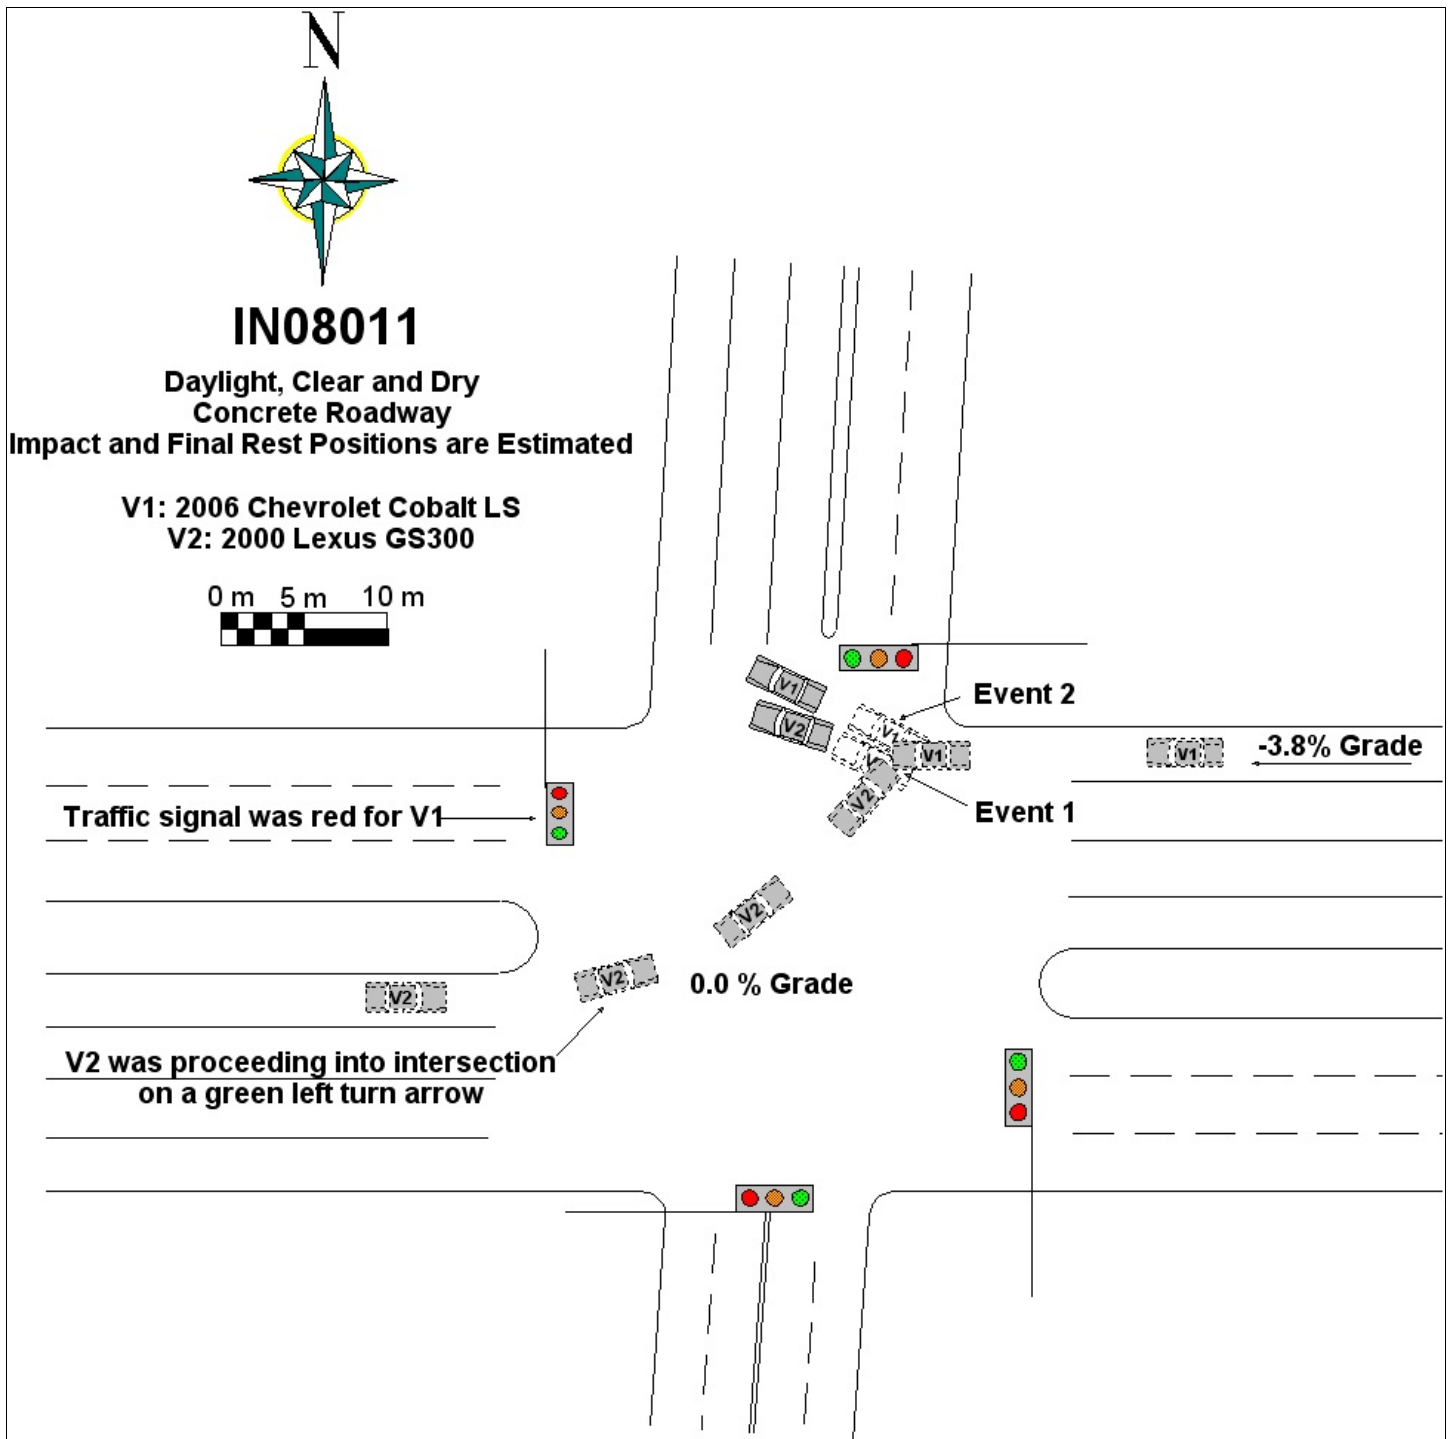 N
IN08011
Daylight, Clear and Dry
Concrete Roadway
Impact and Final Rest Positions are Estimated
V1: 2006 Chevrolet Cobalt LS
V2: 2000 Lexus GS300
0 m 5 m 10 m
V1
Event 2
V2
V1
V1
V1
-3.8% Grade
V
V2
Event 1
Traffic signal was red for V1
V2
V2
0.0 % Grade
V2
V2 was proceeding into intersection
on a green left turn arrow